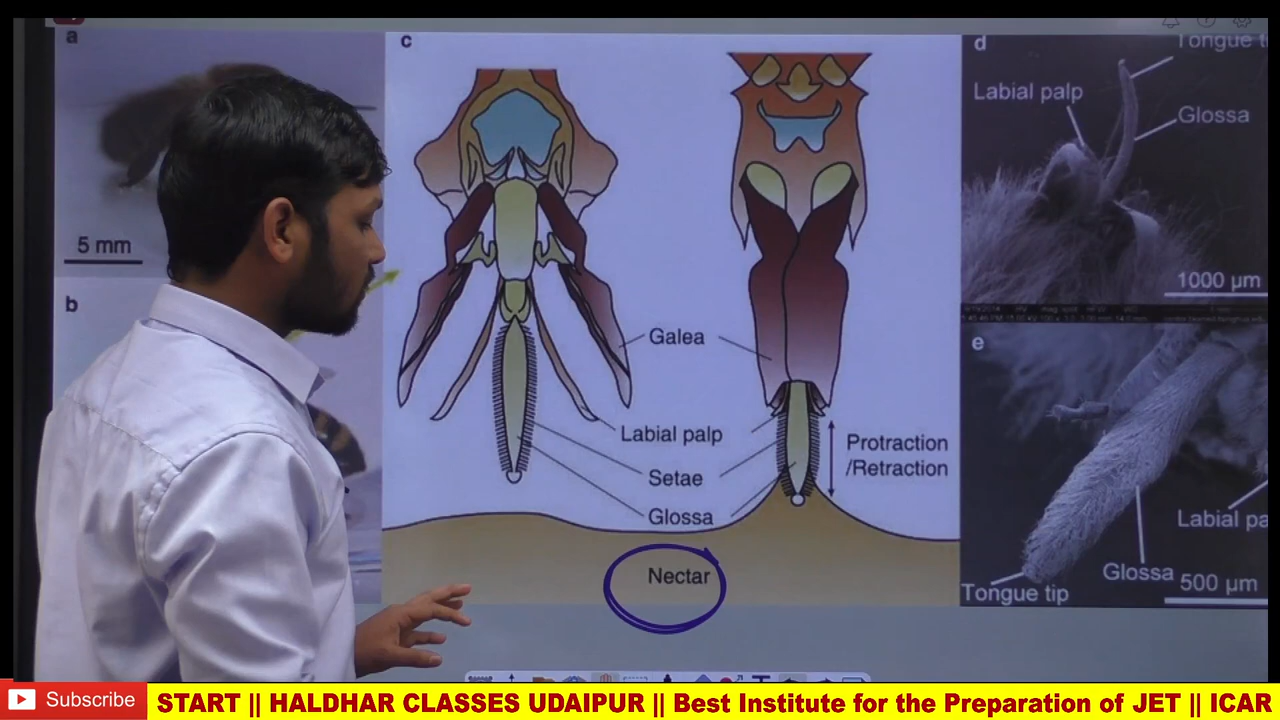 a
5 mm
b
c
Galea
Labial palp
Setae
Glossa
Nectar
Protraction
/Retraction
d
Tongue
Labial palp
Glossa
1000 µm
e
Labial pa
Glossa
500 µm
Tongue tip
Subscribe
START || HALDHAR CLASSES UDAIPUR || Best Institute for the Preparation of JET || ICAR